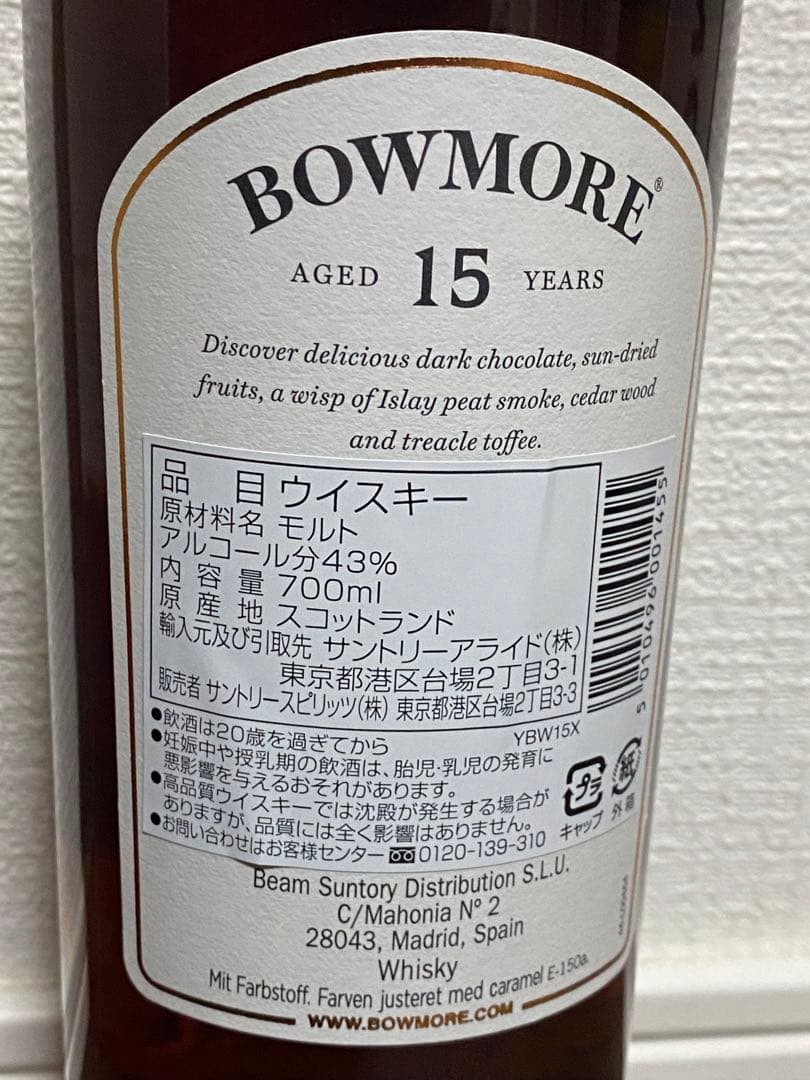 BOWMORE®
AGED 15 YEARS
Discover delicious dark chocolate, sun-dried
fruits, a wisp of Islay peat smoke, cedar wood
and treacle toffee.
品 目 ウイスキー
原材料名 モルト
アルコール分43%
内容量 700ml
原産地 スコットランド
輸入元及び引取先 サントリーアライド(株)
東京都港区台場2丁目3-1
販売者 サントリースピリッツ(株) 東京都港区台場2丁目3-3
YBW15X
●飲酒は20歳を過ぎてから
●妊娠中や授乳期の飲酒は、胎児・乳児の発育に
悪影響を与えるおそれがあります。
●高品質ウイスキーでは沈殿が発生する場合が
ありますが、品質には全く影響はありません。
●お問い合わせはお客様センター 0120-139-310
プラ
キャップ
紙
外箱
5 010496 001455
Beam Suntory Distribution S.L.U.
C/Mahonia Nº 2
28043, Madrid, Spain
Whisky
Mit Farbstoff. Farven justeret med caramel E-150a.
WWW.BOWMORE.COM